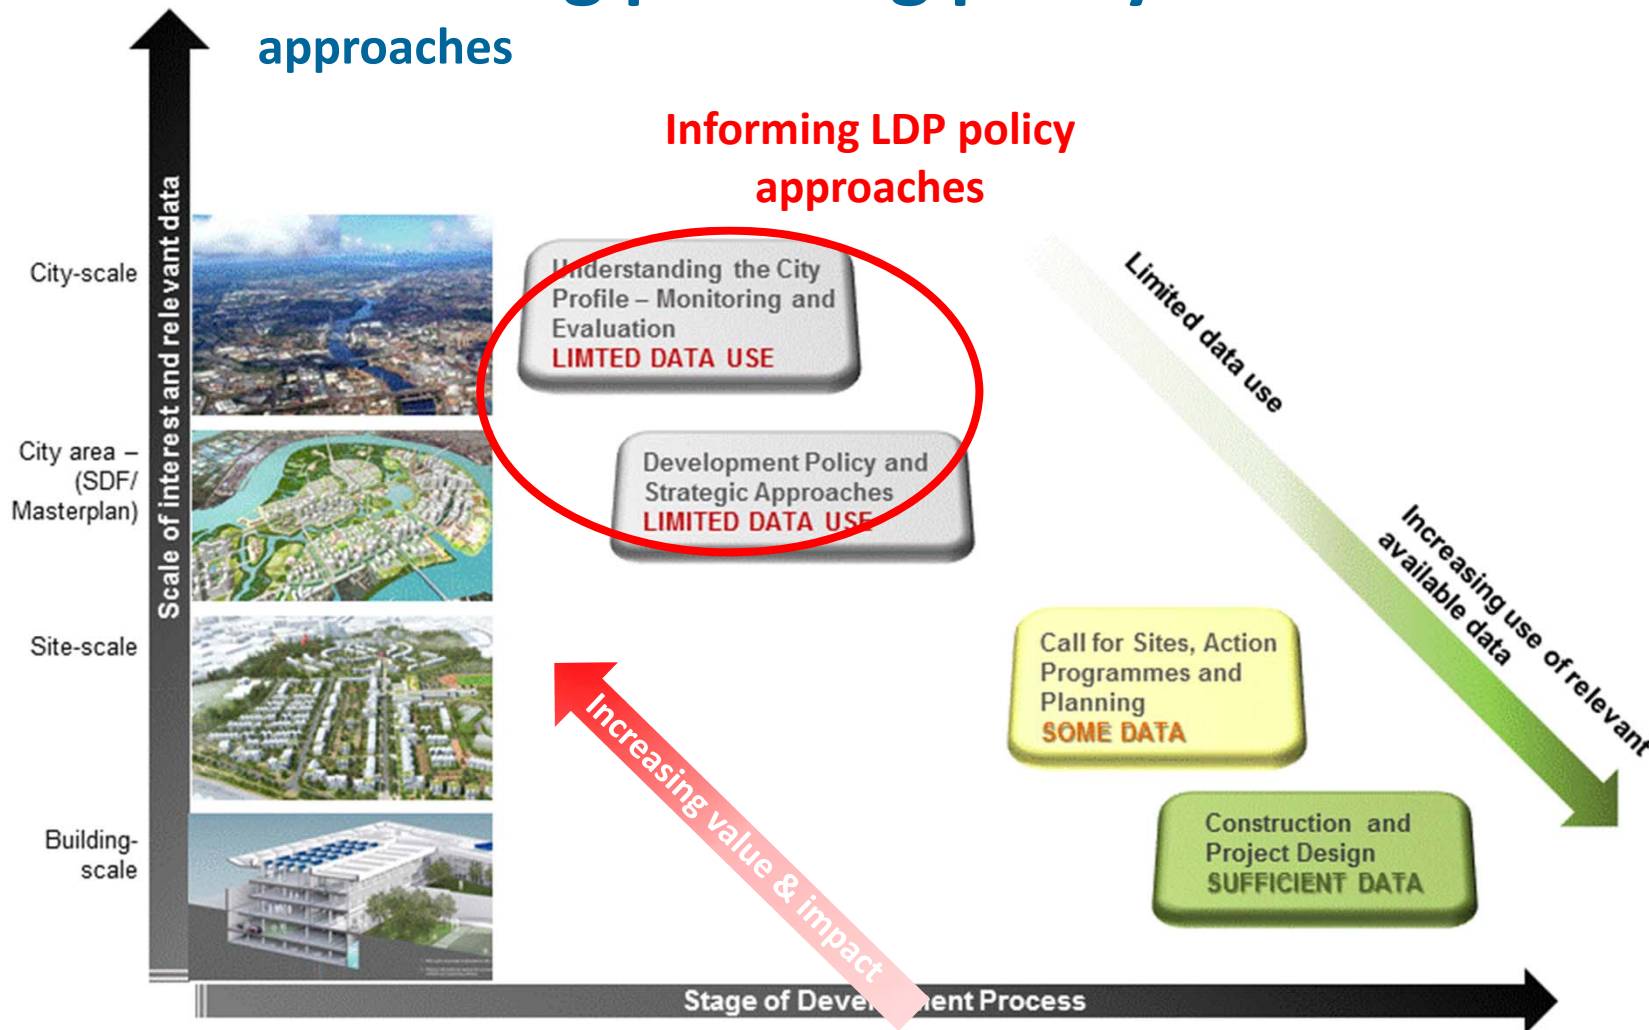 approaches
Informing LDP policy
approaches
Scale of interest and relevant data
City-scale
City area –
(SDF/
Masterplan)
Site-scale
Building-
scale
Understanding the City
Profile – Monitoring and
Evaluation
LIMTED DATA USE
Development Policy and
Strategic Approaches
LIMITED DATA USE
Call for Sites, Action
Programmes and
Planning
SOME DATA
Construction and
Project Design
SUFFICIENT DATA
Limited data use
Increasing use of relevant
available data
Increasing value & impact
Stage of Development Process